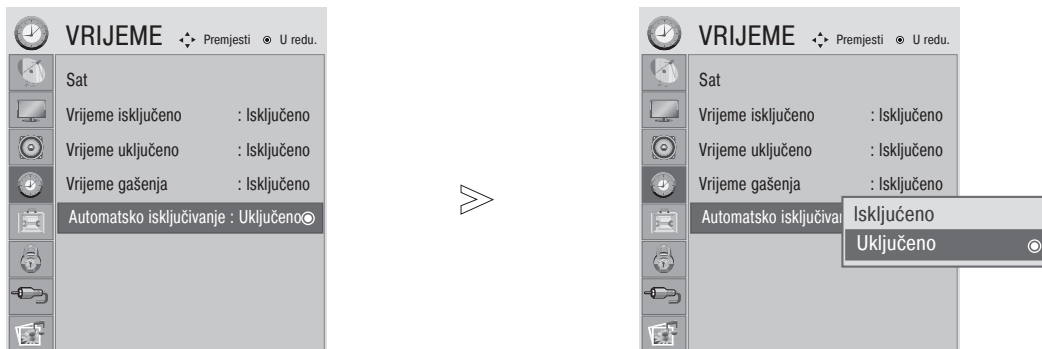 VRIJEME Premjesti U redu.
Sat
Vrijeme isključeno : Isključeno
Vrijeme uključeno : Isključeno
Vrijeme gašenja : Isključeno
Automatsko isključivanje : Uključeno
VRIJEME Premjesti U redu.
Sat
Vrijeme isključeno : Isključeno
Vrijeme uključeno : Isključeno
Vrijeme gašenja : Isključeno
Automatsko isključivan
Iskljućeno
Uključeno